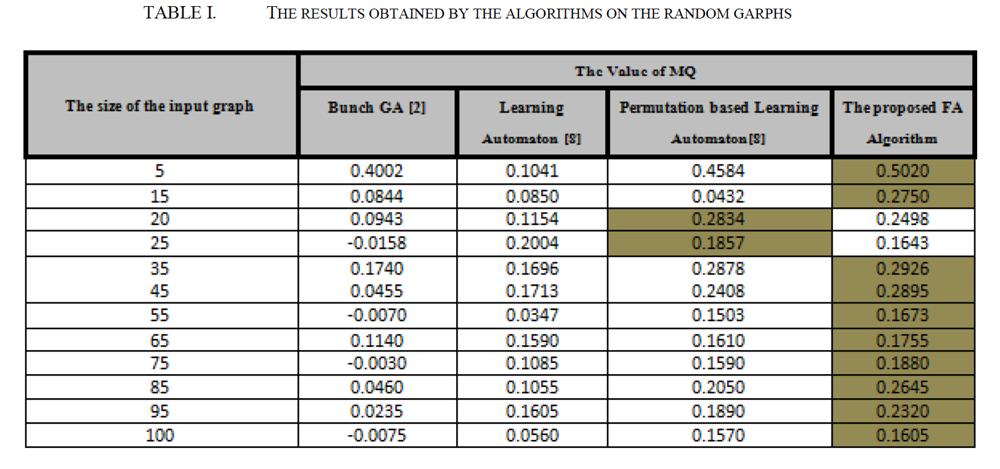 TABLE I. THE RESULTS OBTAINED BY THE ALGORITHMS ON THE RANDOM GARPHS
The size of the input graph
The Value of MQ
Bunch GA [2]
Learning
Automaton [8]
Permutation based Learning
Automaton[8]
The proposed FA
Algorithm
5 0.4002 0.1041 0.4584 0.5020
15 0.0844 0.0850 0.0432 0.2750
20 0.0943 0.1154 0.2834 0.2498
25 -0.0158 0.2004 0.1857 0.1643
35 0.1740 0.1696 0.2878 0.2926
45 0.0455 0.1713 0.2408 0.2895
55 -0.0070 0.0347 0.1503 0.1673
65 0.1140 0.1590 0.1610 0.1755
75 -0.0030 0.1085 0.1590 0.1880
85 0.0460 0.1055 0.2050 0.2645
95 0.0235 0.1605 0.1890 0.2320
100 -0.0075 0.0560 0.1570 0.1605